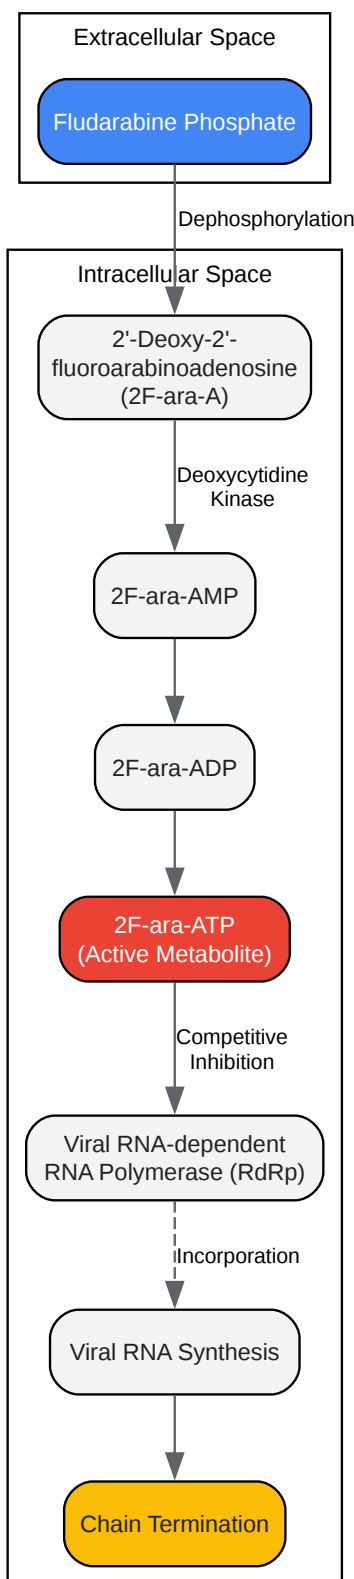 Extracellular Space
Fludarabine Phosphate
Dephosphorylation
Intracellular Space
2'-Deoxy-2'-
fluoroarabinoadenosine
(2F-ara-A)
Deoxycytidine
Kinase
2F-ara-AMP
2F-ara-ADP
2F-ara-ATP
(Active Metabolite)
Competitive
Inhibition
Viral RNA-dependent
RNA Polymerase (RdRp)
Incorporation
Viral RNA Synthesis
Chain Termination